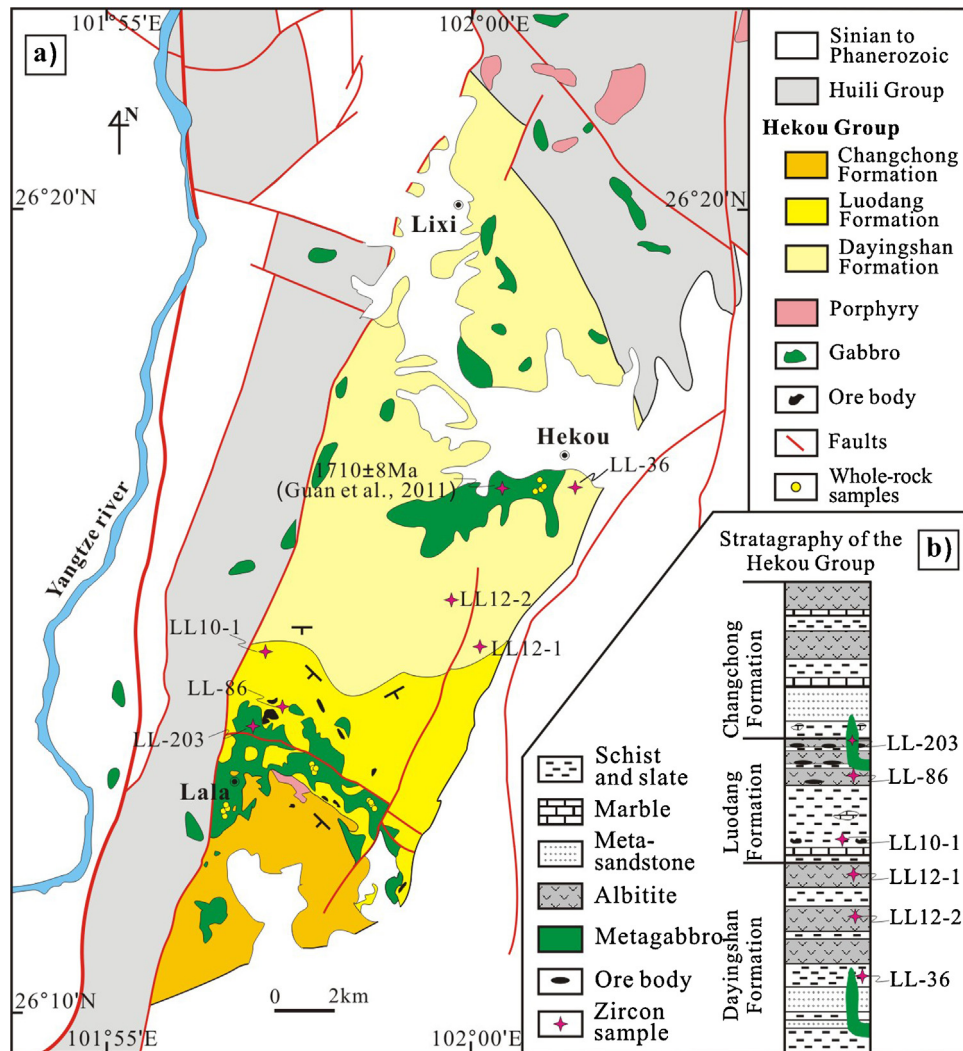 101°55'E
102°00'E
a)
N
26°20'N
26°20'N
Lixi
Hekou
LL-36
1710±8Ma
(Guan et al., 2011)
Yangtze river
LL12-2
LL10-1
LL12-1
LL-86
LL-203
Lala
26°10'N
0 2km
101°55'E
102°00'E
Sinian to
Phanerozoic
Huili Group
Hekou Group
Changchong
Formation
Luodang
Formation
Dayingshan
Formation
Porphyry
Gabbro
Ore body
Faults
Whole-rock
samples
b)
Stratagraphy of the
Hekou Group
Schist
and slate
Marble
Meta-
sandstone
Albitite
Metagabbro
Ore body
Zircon
sample
Changchong
Formation
Luodang
Formation
Dayingshan
Formation
LL-203
LL-86
LL10-1
LL12-1
LL12-2
LL-36